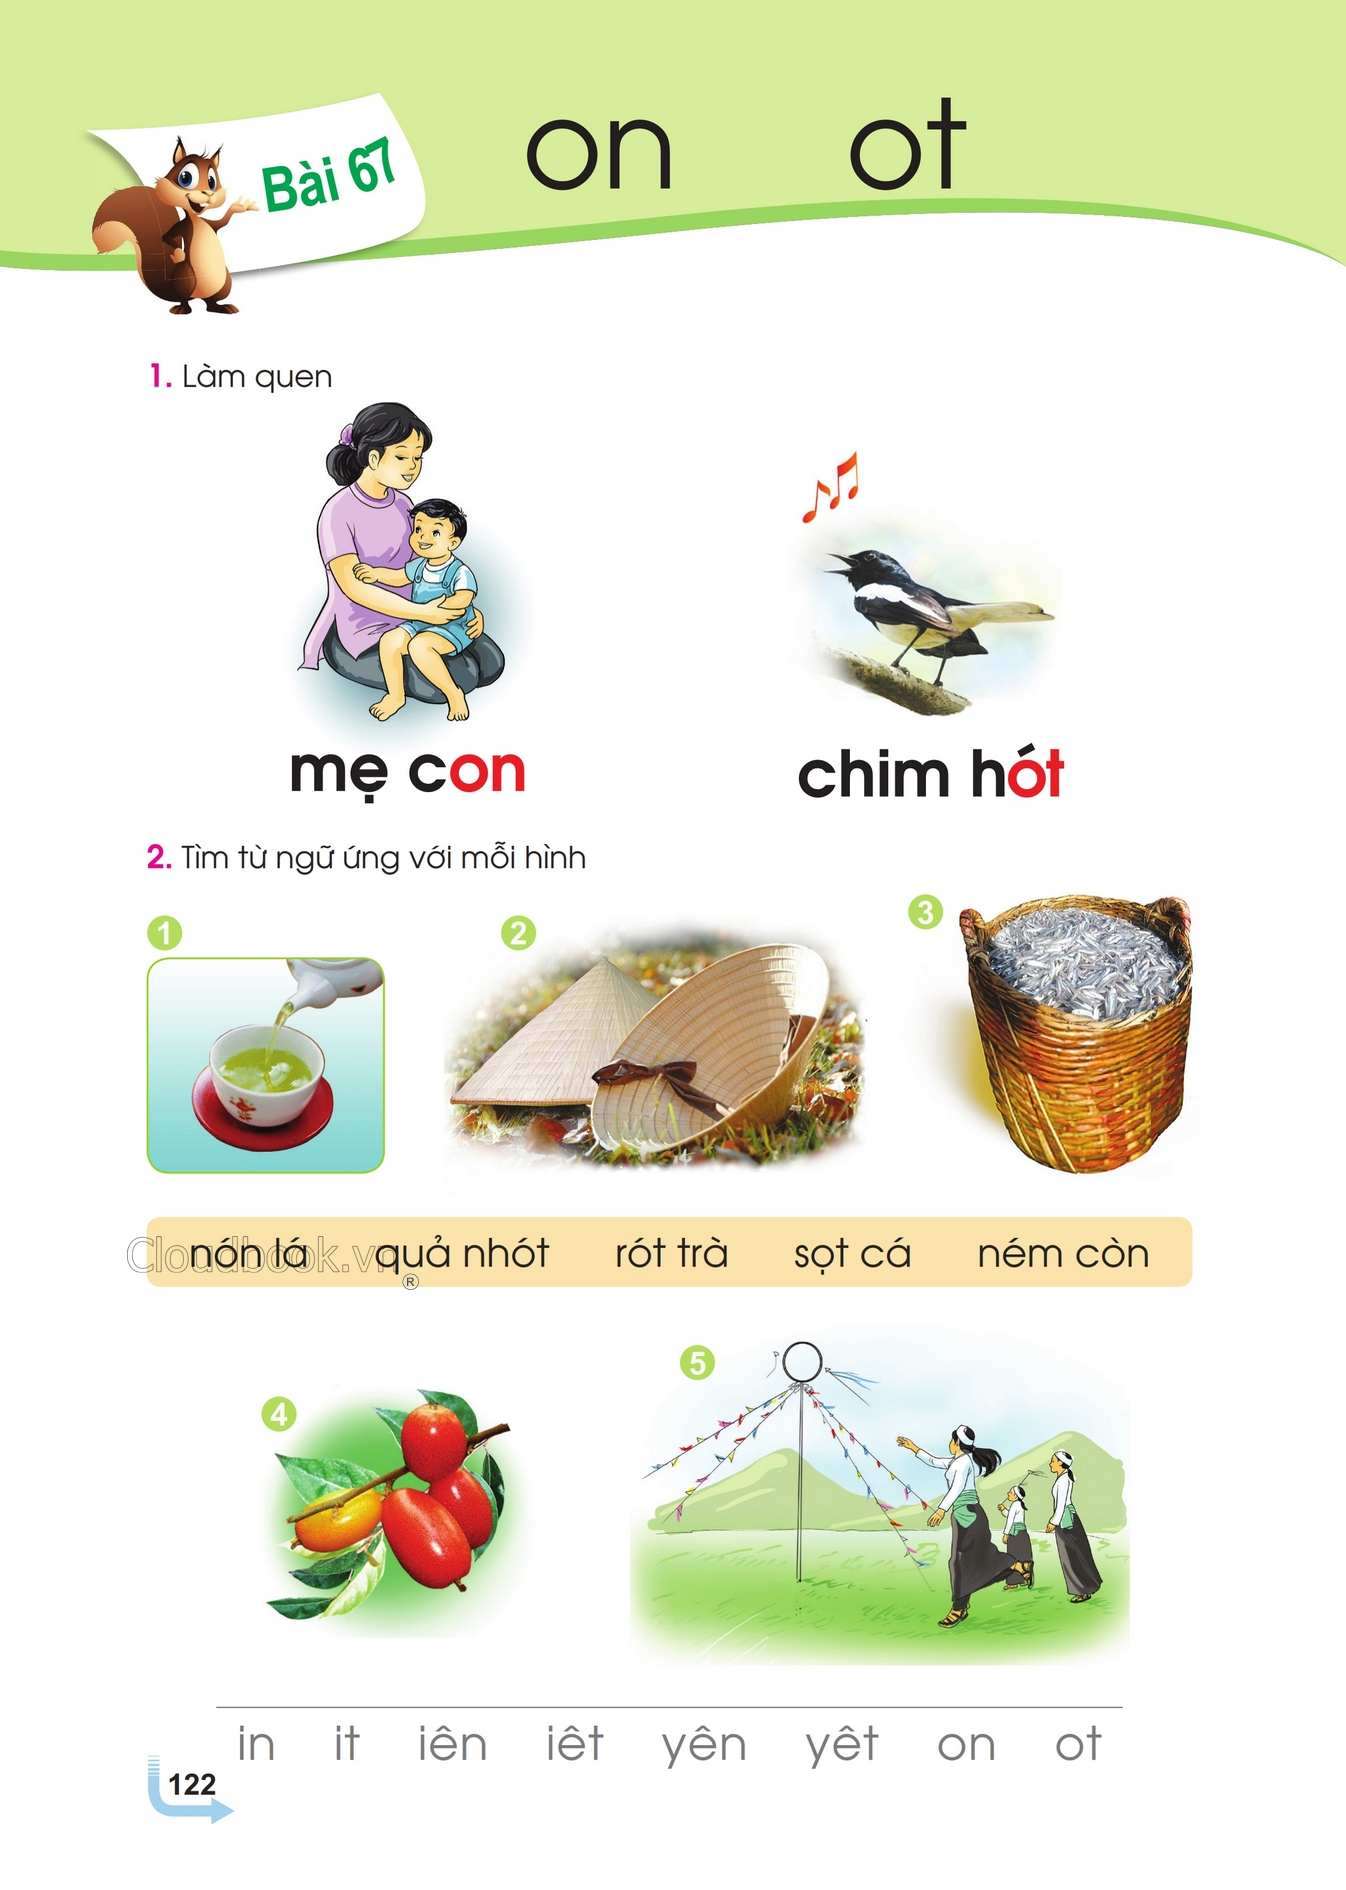 Bài 67
on ot
1. Làm quen
mẹ con
chim hót
2. Tìm từ ngữ ứng với mỗi hình
1
2
3
nón lá quả nhót rót trà sọt cá ném còn
Cloudbook.vn ®
4
5
in it iên iêt yên yêt on ot
122